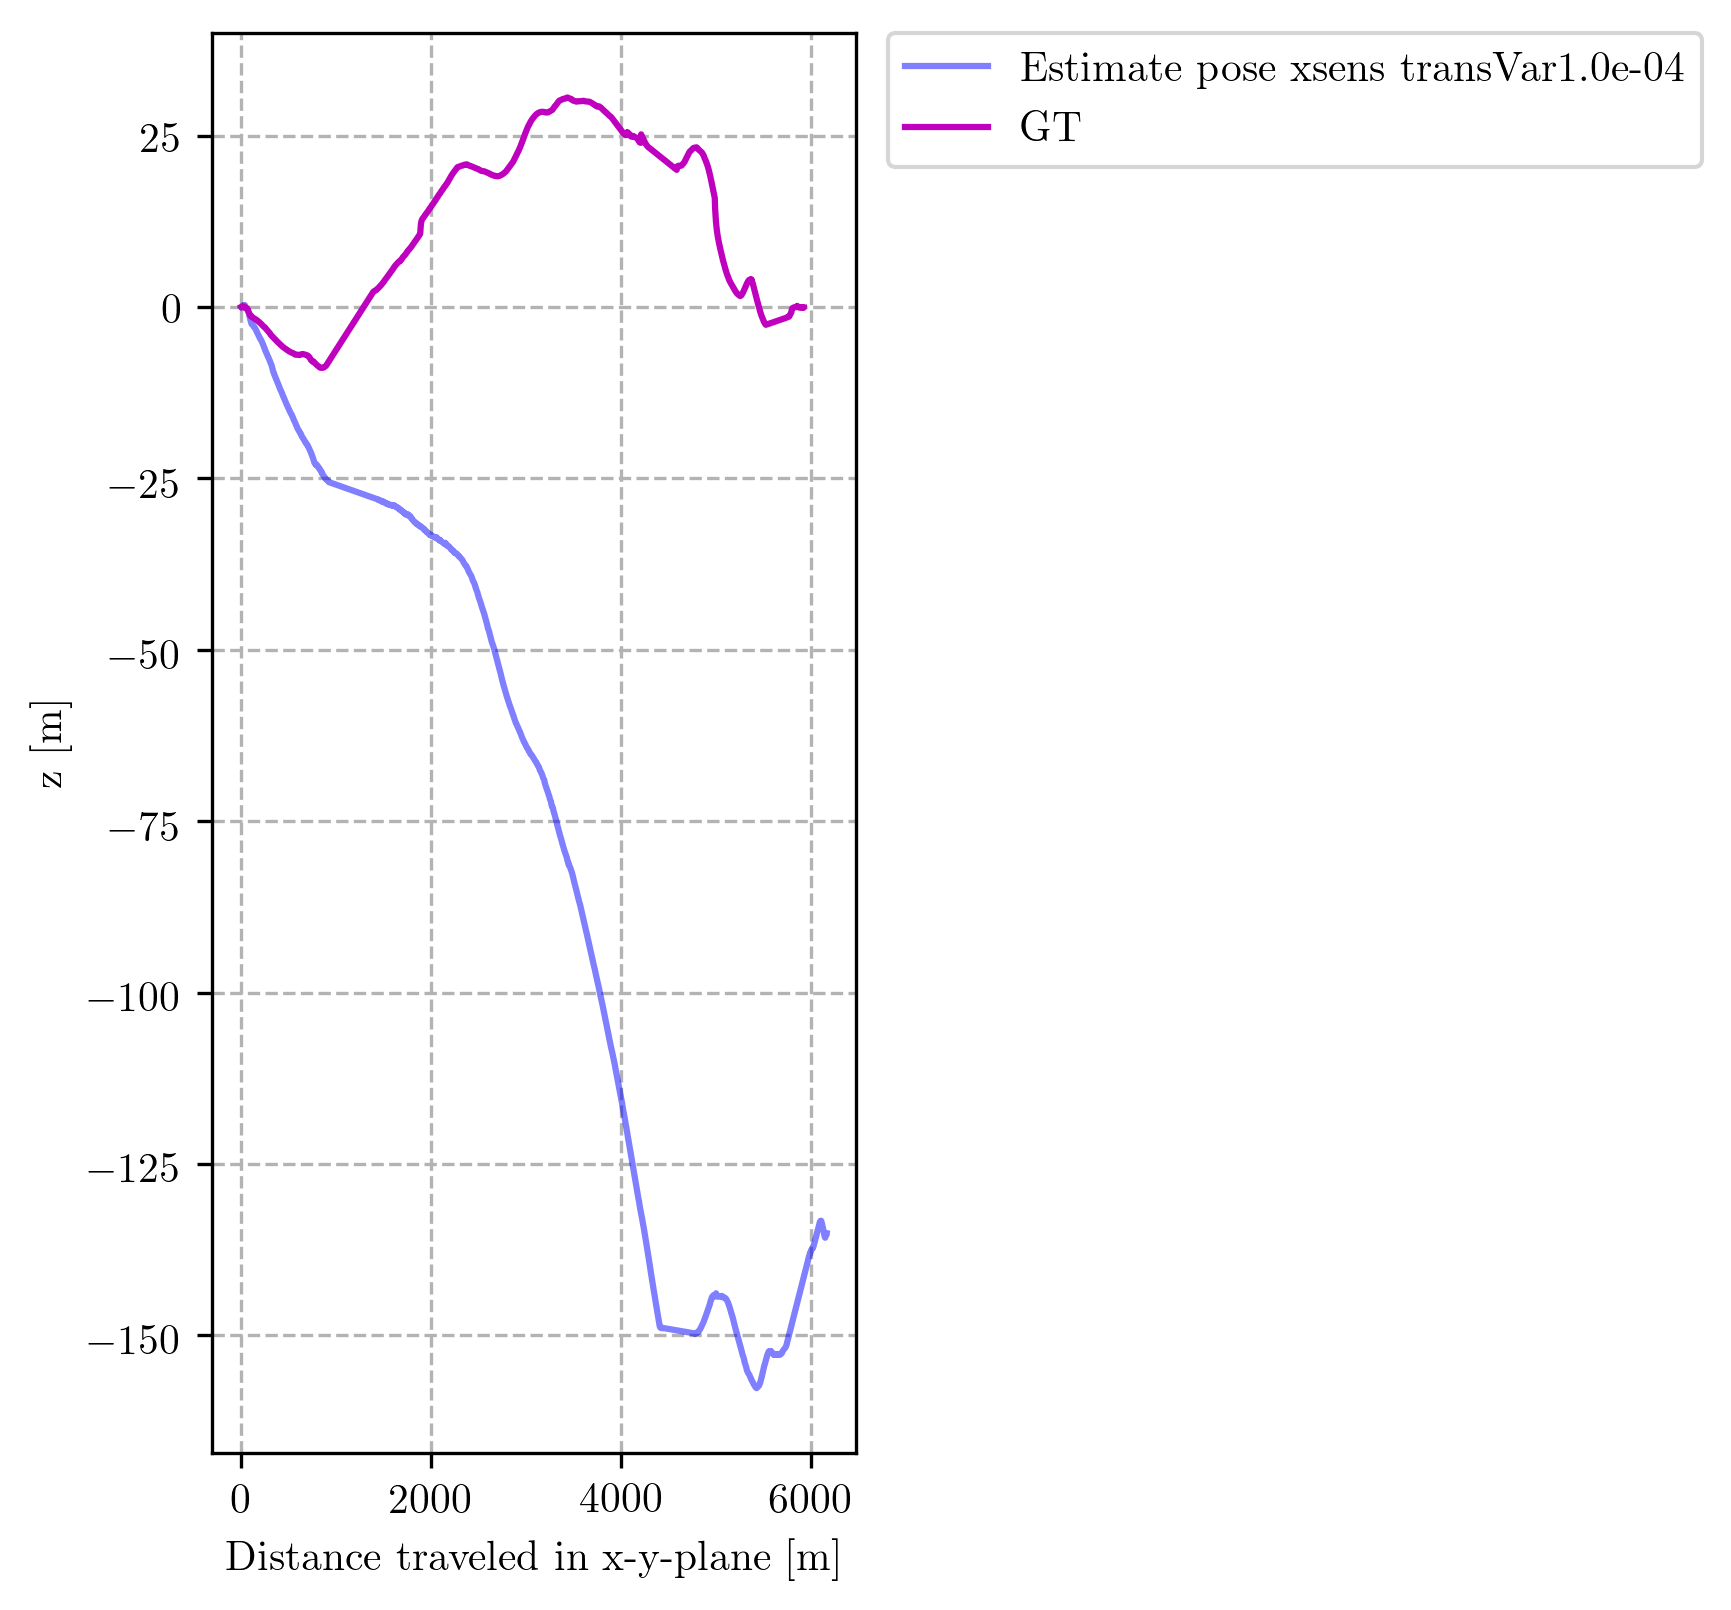 Estimate pose xsens transVar1.0e-04
GT
25
0
−25
−50
−75
−100
−125
−150
z [m]
0 2000 4000 6000
Distance traveled in x-y-plane [m]